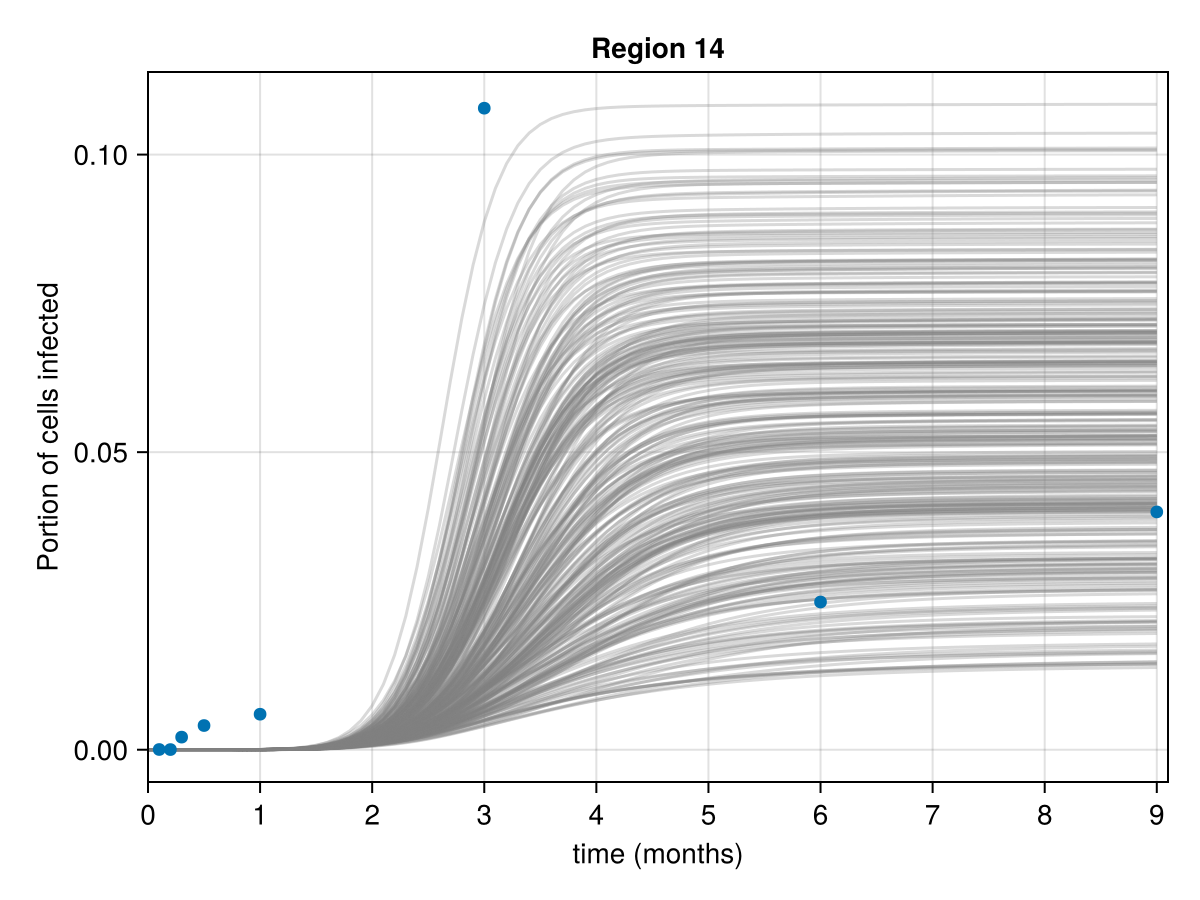 Region 14
Portion of cells infected
0.10
0.05
0.00
0 1 2 3 4 5 6 7 8 9
time (months)